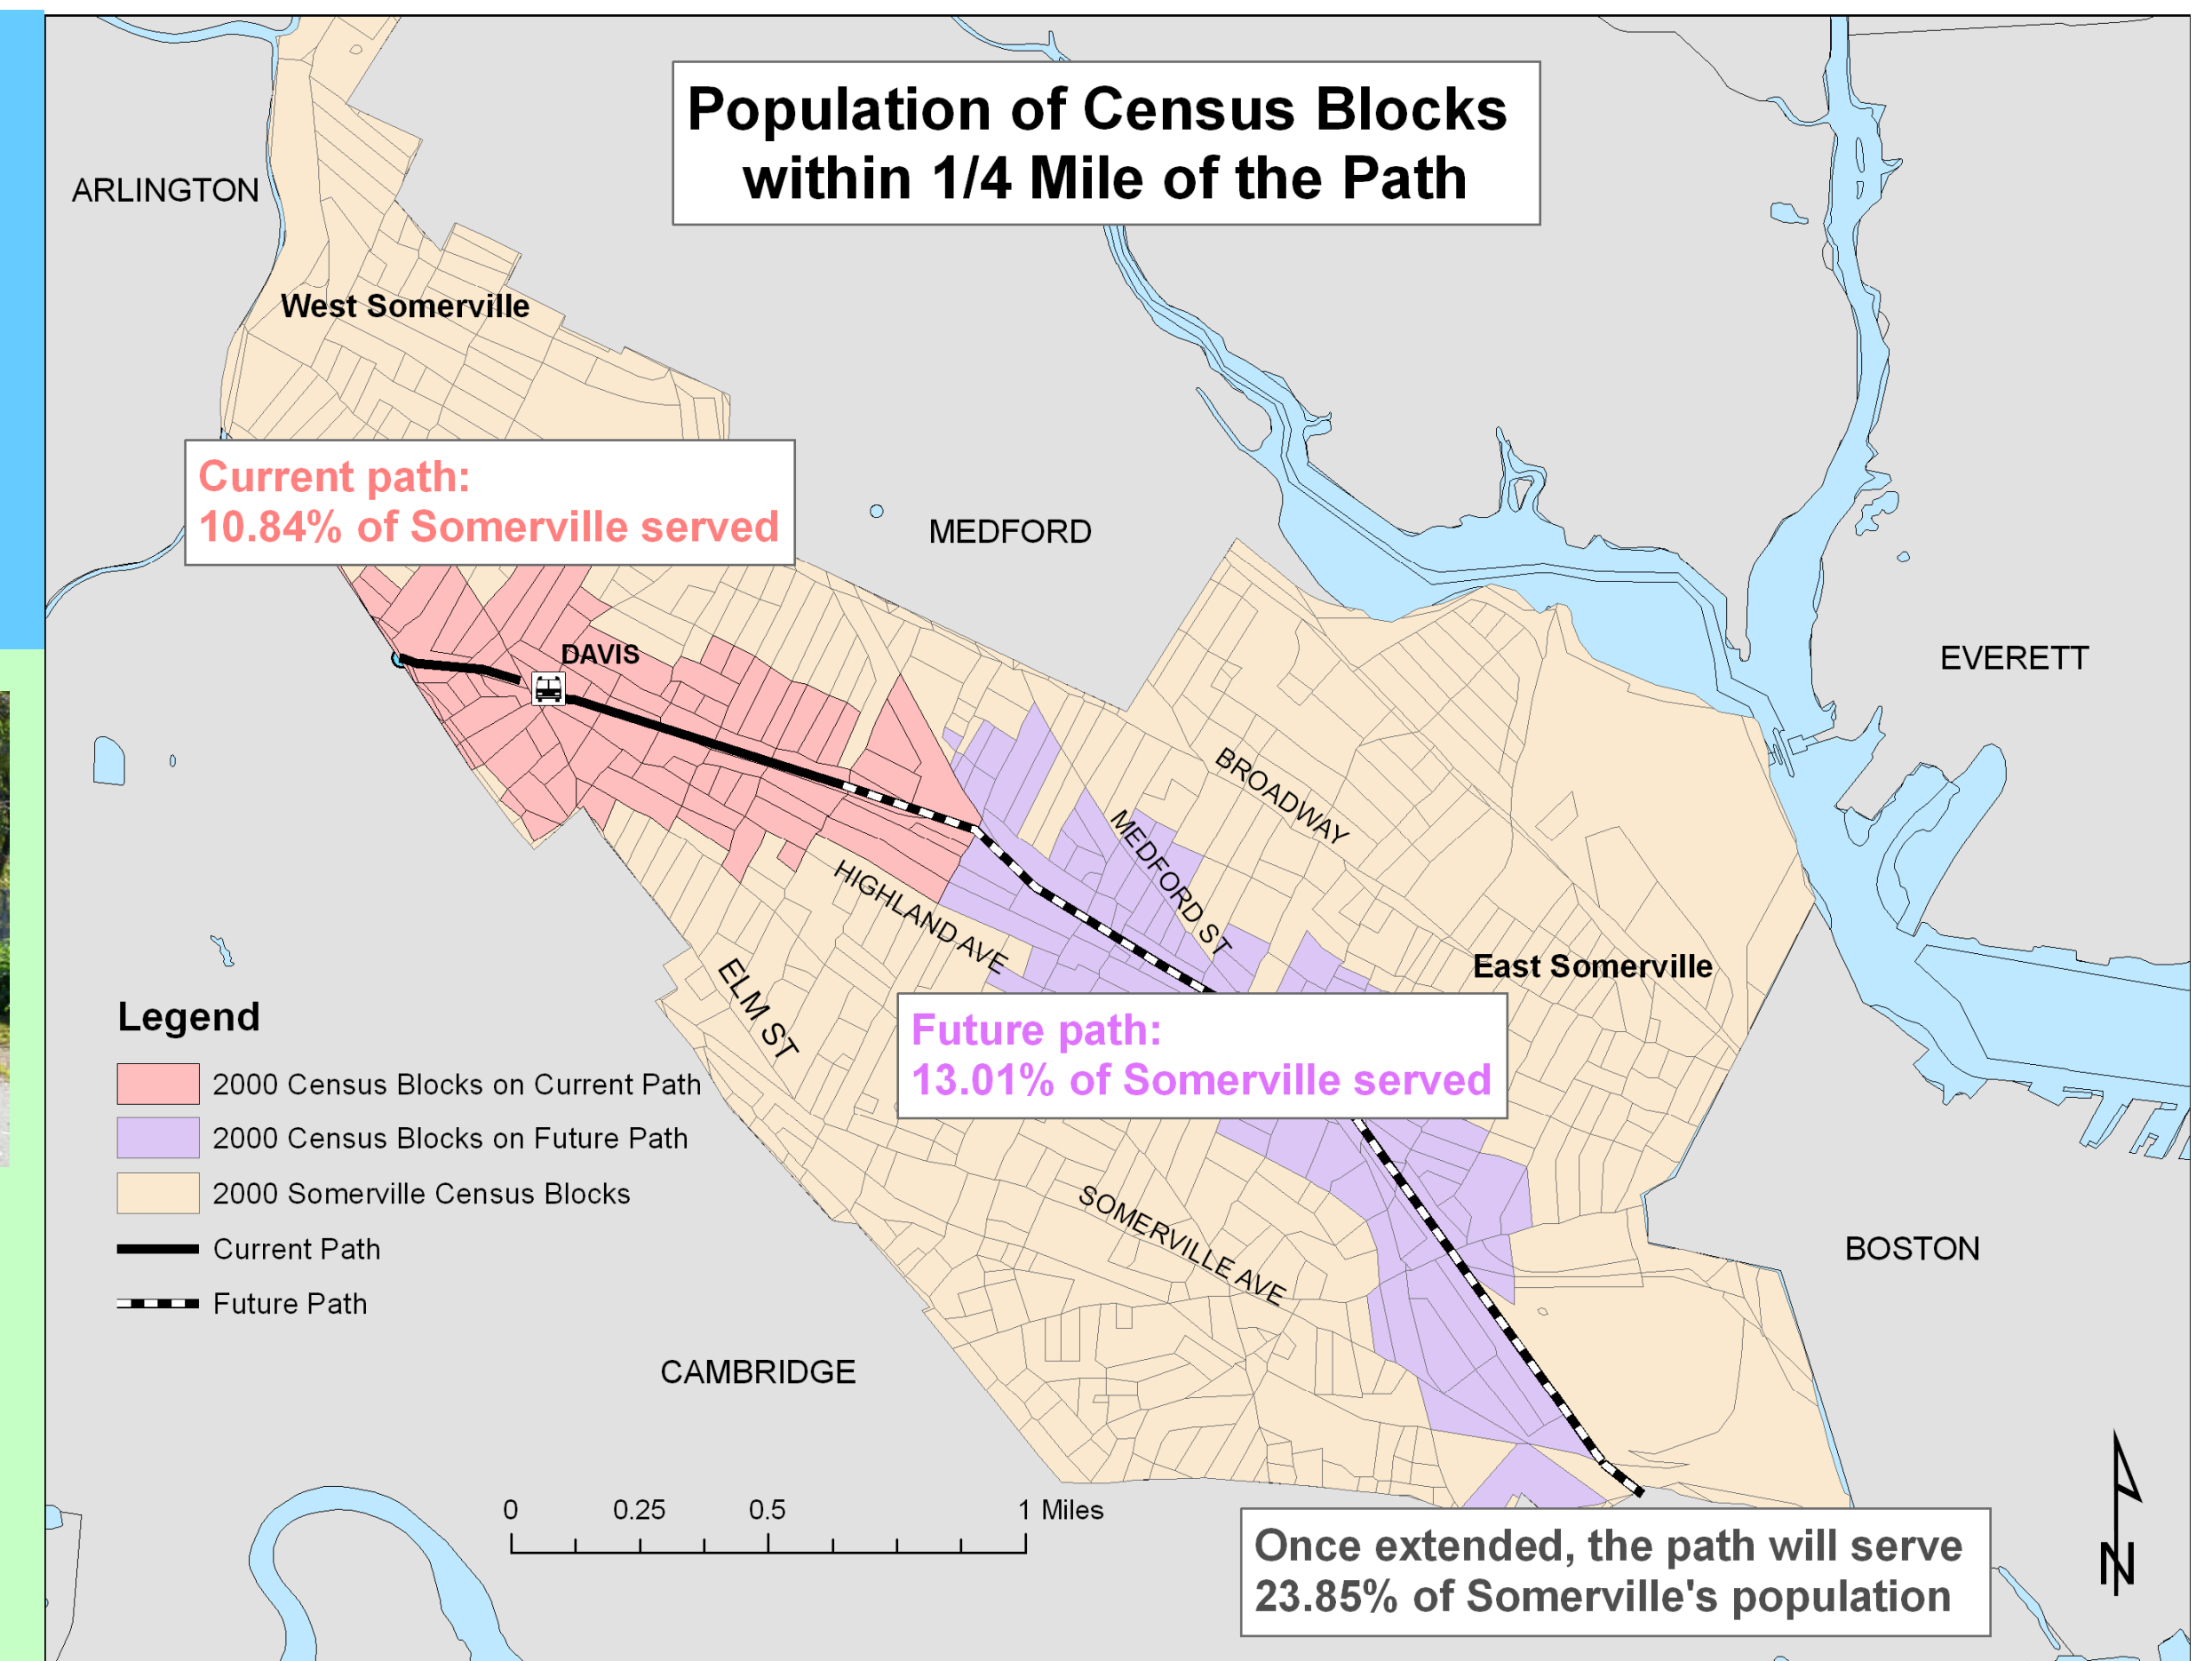 Population of Census Blocks
within 1/4 Mile of the Path
ARLINGTON
West Somerville
Current path:
10.84% of Somerville served
MEDFORD
DAVIS
EVERETT
BROADWAY
MEDFORD ST
HIGHLAND AVE
ELM ST
East Somerville
Future path:
13.01% of Somerville served
Legend
2000 Census Blocks on Current Path
2000 Census Blocks on Future Path
2000 Somerville Census Blocks
Current Path
Future Path
SOMERVILLE AVE
BOSTON
CAMBRIDGE
0 0.25 0.5 1 Miles
Once extended, the path will serve
23.85% of Somerville's population
N